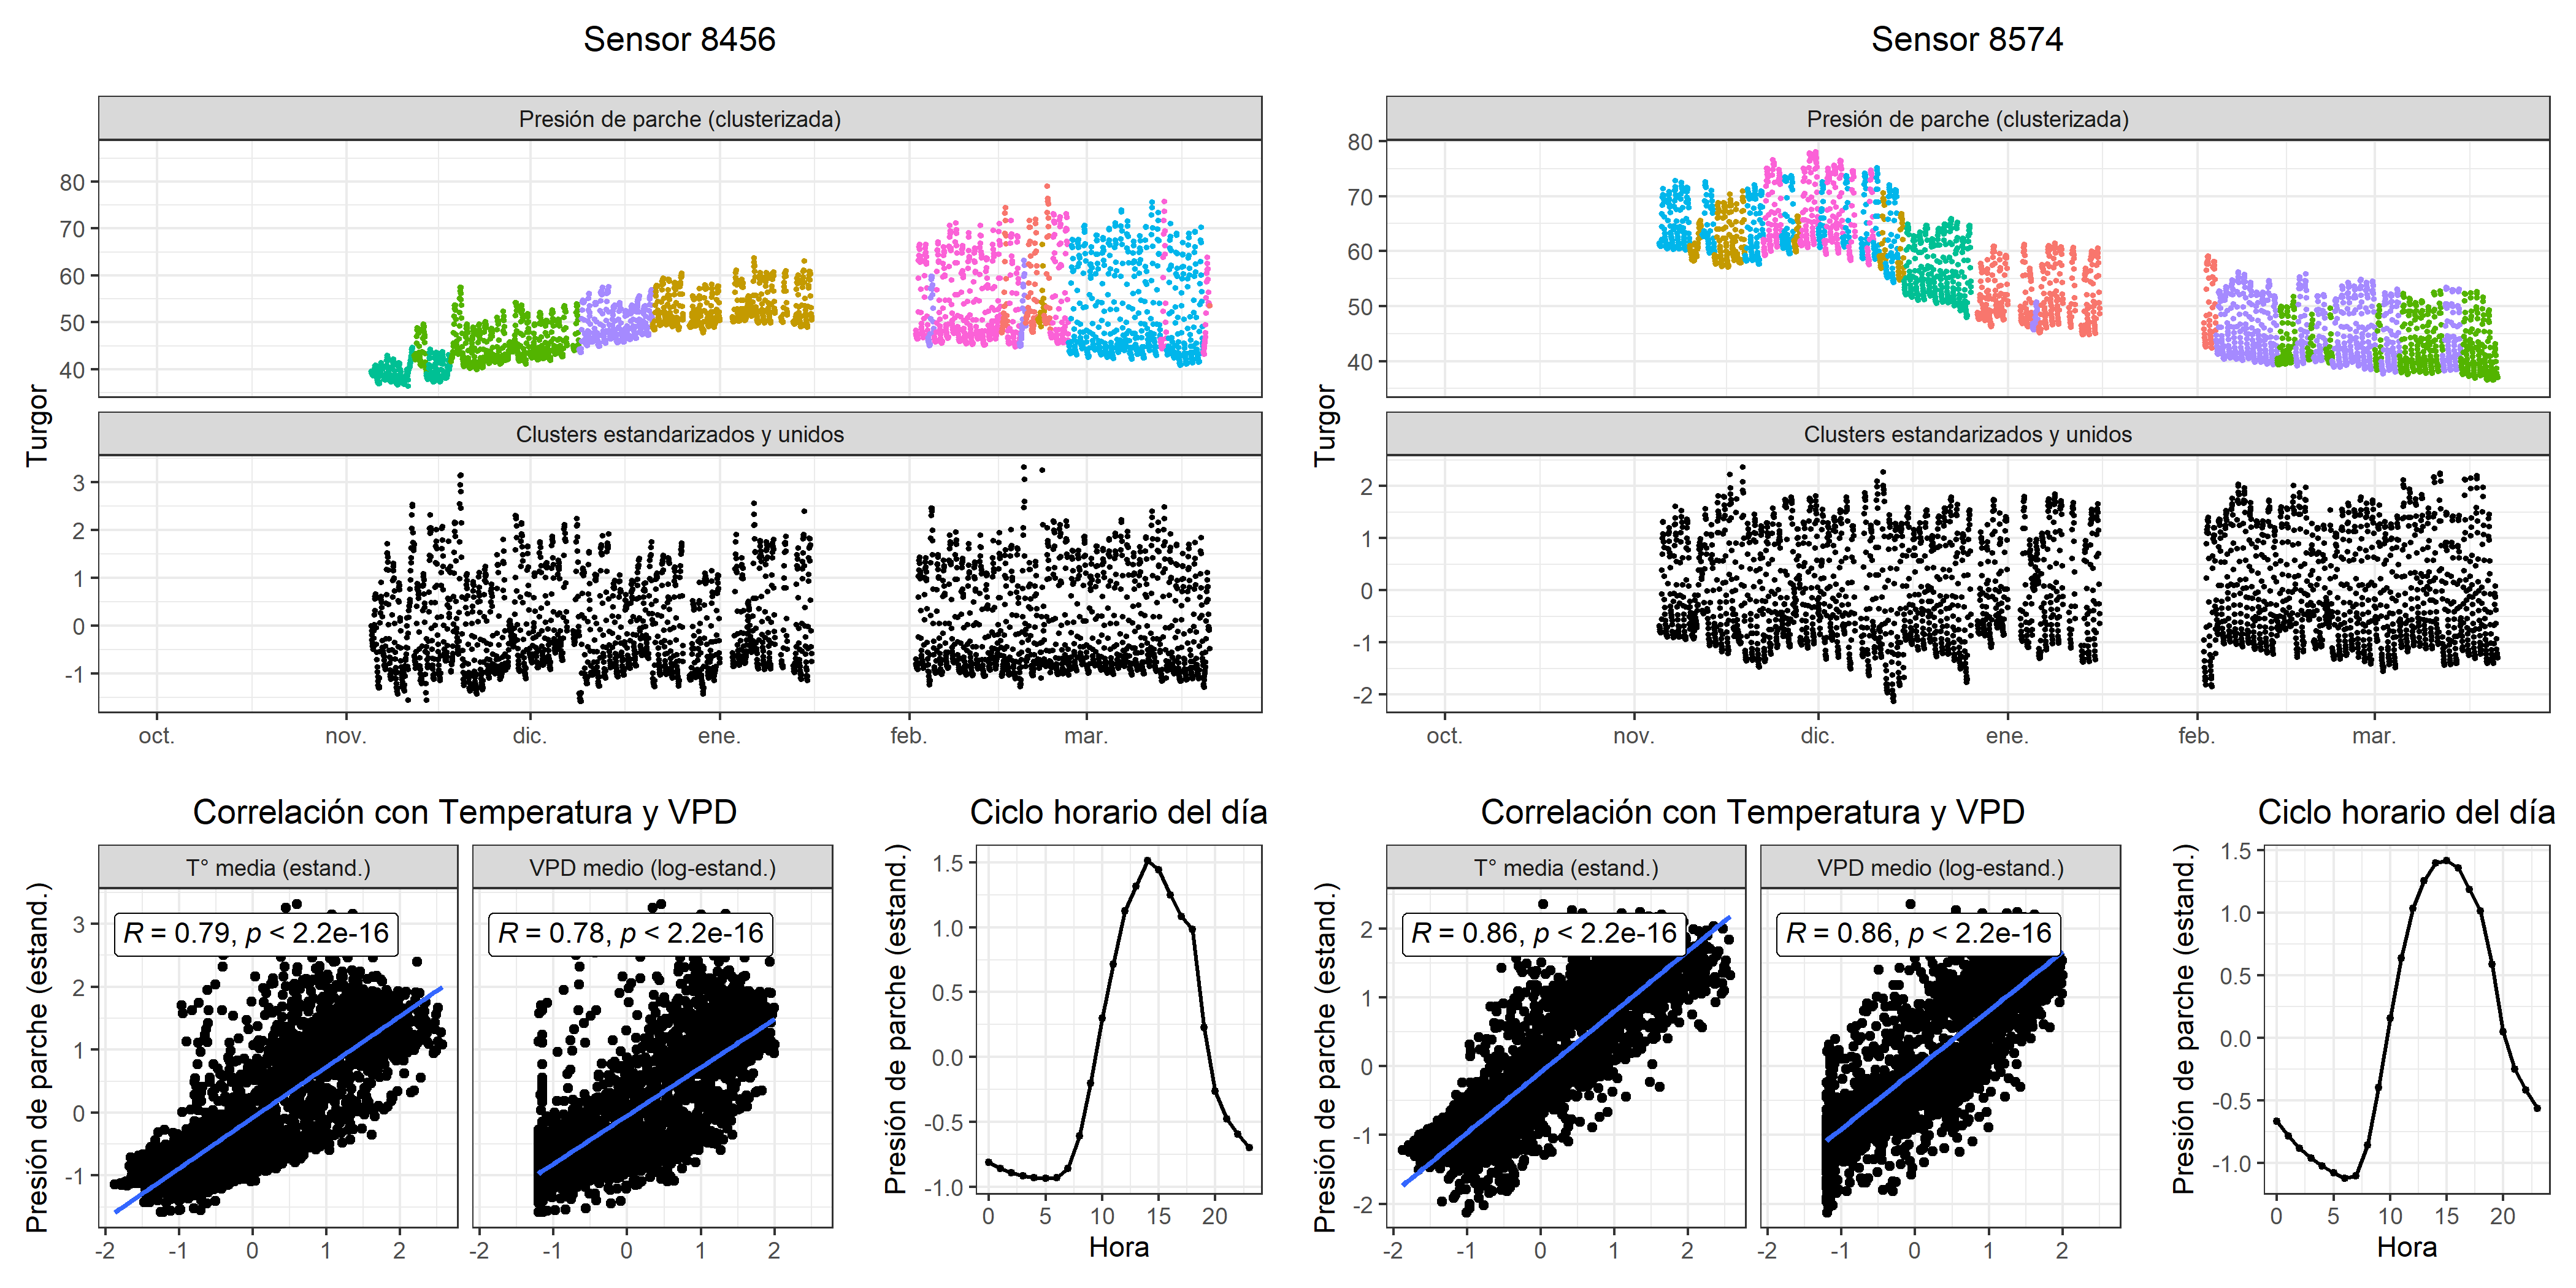 Sensor 8456
Presión de parche (clusterizada)
80
70
60
50
40
Turgor
Clusters estandarizados y unidos
3
2
1
0
-1
oct. nov. dic. ene. feb. mar.
Correlación con Temperatura y VPD
T° media (estand.) VPD medio (log-estand.)
R = 0.79, p < 2.2e-16 R = 0.78, p < 2.2e-16
Presión de parche (estand.)
3
2
1
0
-1
-2 -1 0 1 2 -2 -1 0 1 2
Ciclo horario del día
Presión de parche (estand.)
1.5
1.0
0.5
0.0
-0.5
-1.0
0 5 10 15 20
Hora
Sensor 8574
Presión de parche (clusterizada)
80
70
60
50
40
Turgor
Clusters estandarizados y unidos
2
1
0
-1
-2
oct. nov. dic. ene. feb. mar.
Correlación con Temperatura y VPD
T° media (estand.) VPD medio (log-estand.)
R = 0.86, p < 2.2e-16 R = 0.86, p < 2.2e-16
Presión de parche (estand.)
2
1
0
-1
-2
-2 -1 0 1 2 -2 -1 0 1 2
Ciclo horario del día
Presión de parche (estand.)
1.5
1.0
0.5
0.0
-0.5
-1.0
0 5 10 15 20
Hora